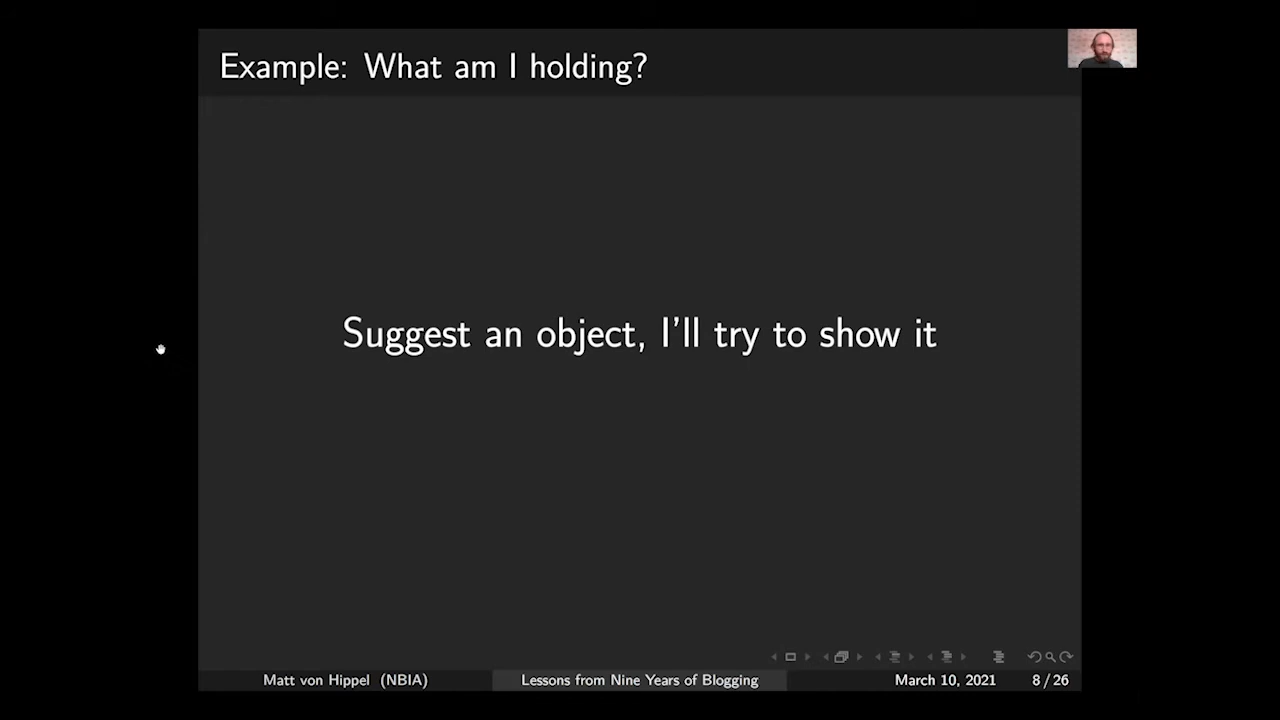 Example: What am I holding?
Suggest an object, I'll try to show it
Matt von Hippel (NBIA)
Lessons from Nine Years of Blogging
March 10, 2021
8 / 26